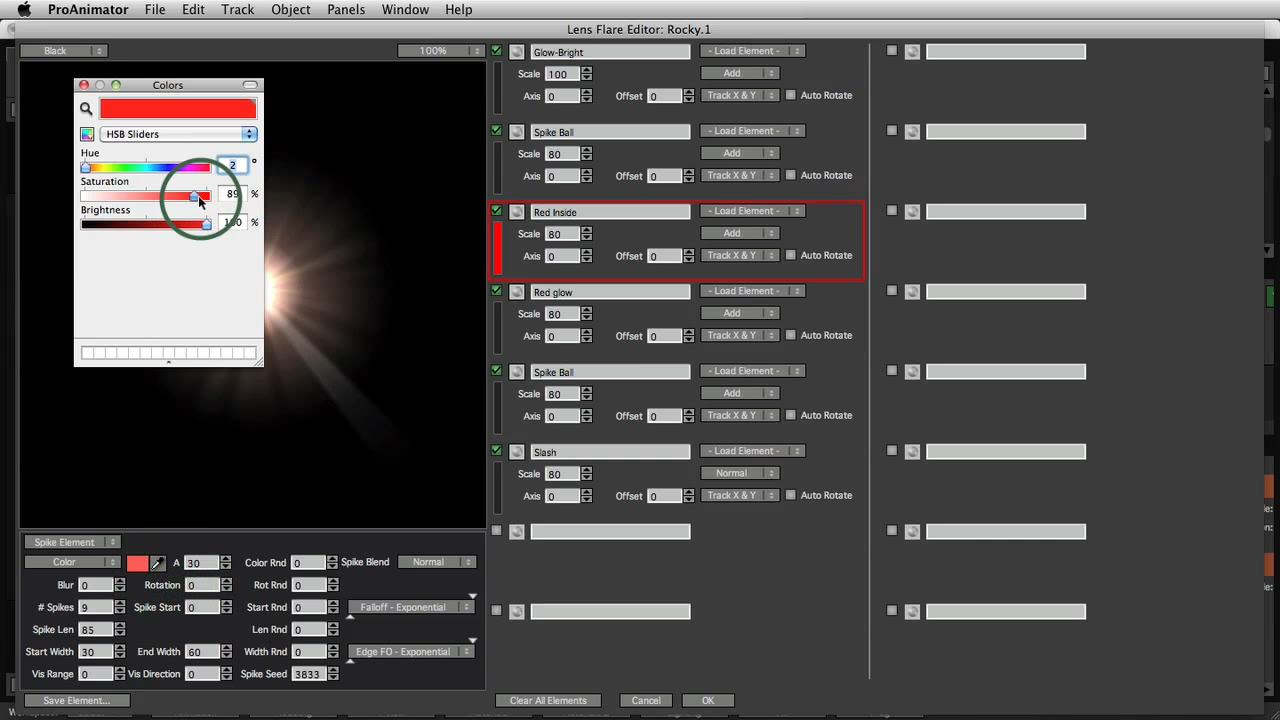 ProAnimator File Edit Track Object Panels Window Help
Lens Flare Editor: Rocky.1
Black 100%
Colors
HSB Sliders
Hue
2 °
Saturation
89 %
Brightness
100 %
Glow-Bright - Load Element -
Scale 100 Add
Axis 0 Offset 0 Track X & Y Auto Rotate
Spike Ball - Load Element -
Scale 80 Add
Axis 0 Offset 0 Track X & Y Auto Rotate
Red Inside - Load Element -
Scale 80 Add
Axis 0 Offset 0 Track X & Y Auto Rotate
Red glow - Load Element -
Scale 80 Add
Axis 0 Offset 0 Track X & Y Auto Rotate
Spike Ball - Load Element -
Scale 80 Add
Axis 0 Offset 0 Track X & Y Auto Rotate
Slash - Load Element -
Scale 80 Normal
Axis 0 Offset 0 Track X & Y Auto Rotate
Spike Element
Color A 30 Color Rnd 0 Spike Blend Normal
Blur 0 Rotation 0 Rot Rnd 0
# Spikes 9 Spike Start 0 Start Rnd 0 Falloff - Exponential
Spike Len 85 Len Rnd 0
Start Width 30 End Width 60 Width Rnd 0 Edge FO - Exponential
Vis Range 0 Vis Direction 0 Spike Seed 3833
Save Element... Clear All Elements Cancel OK